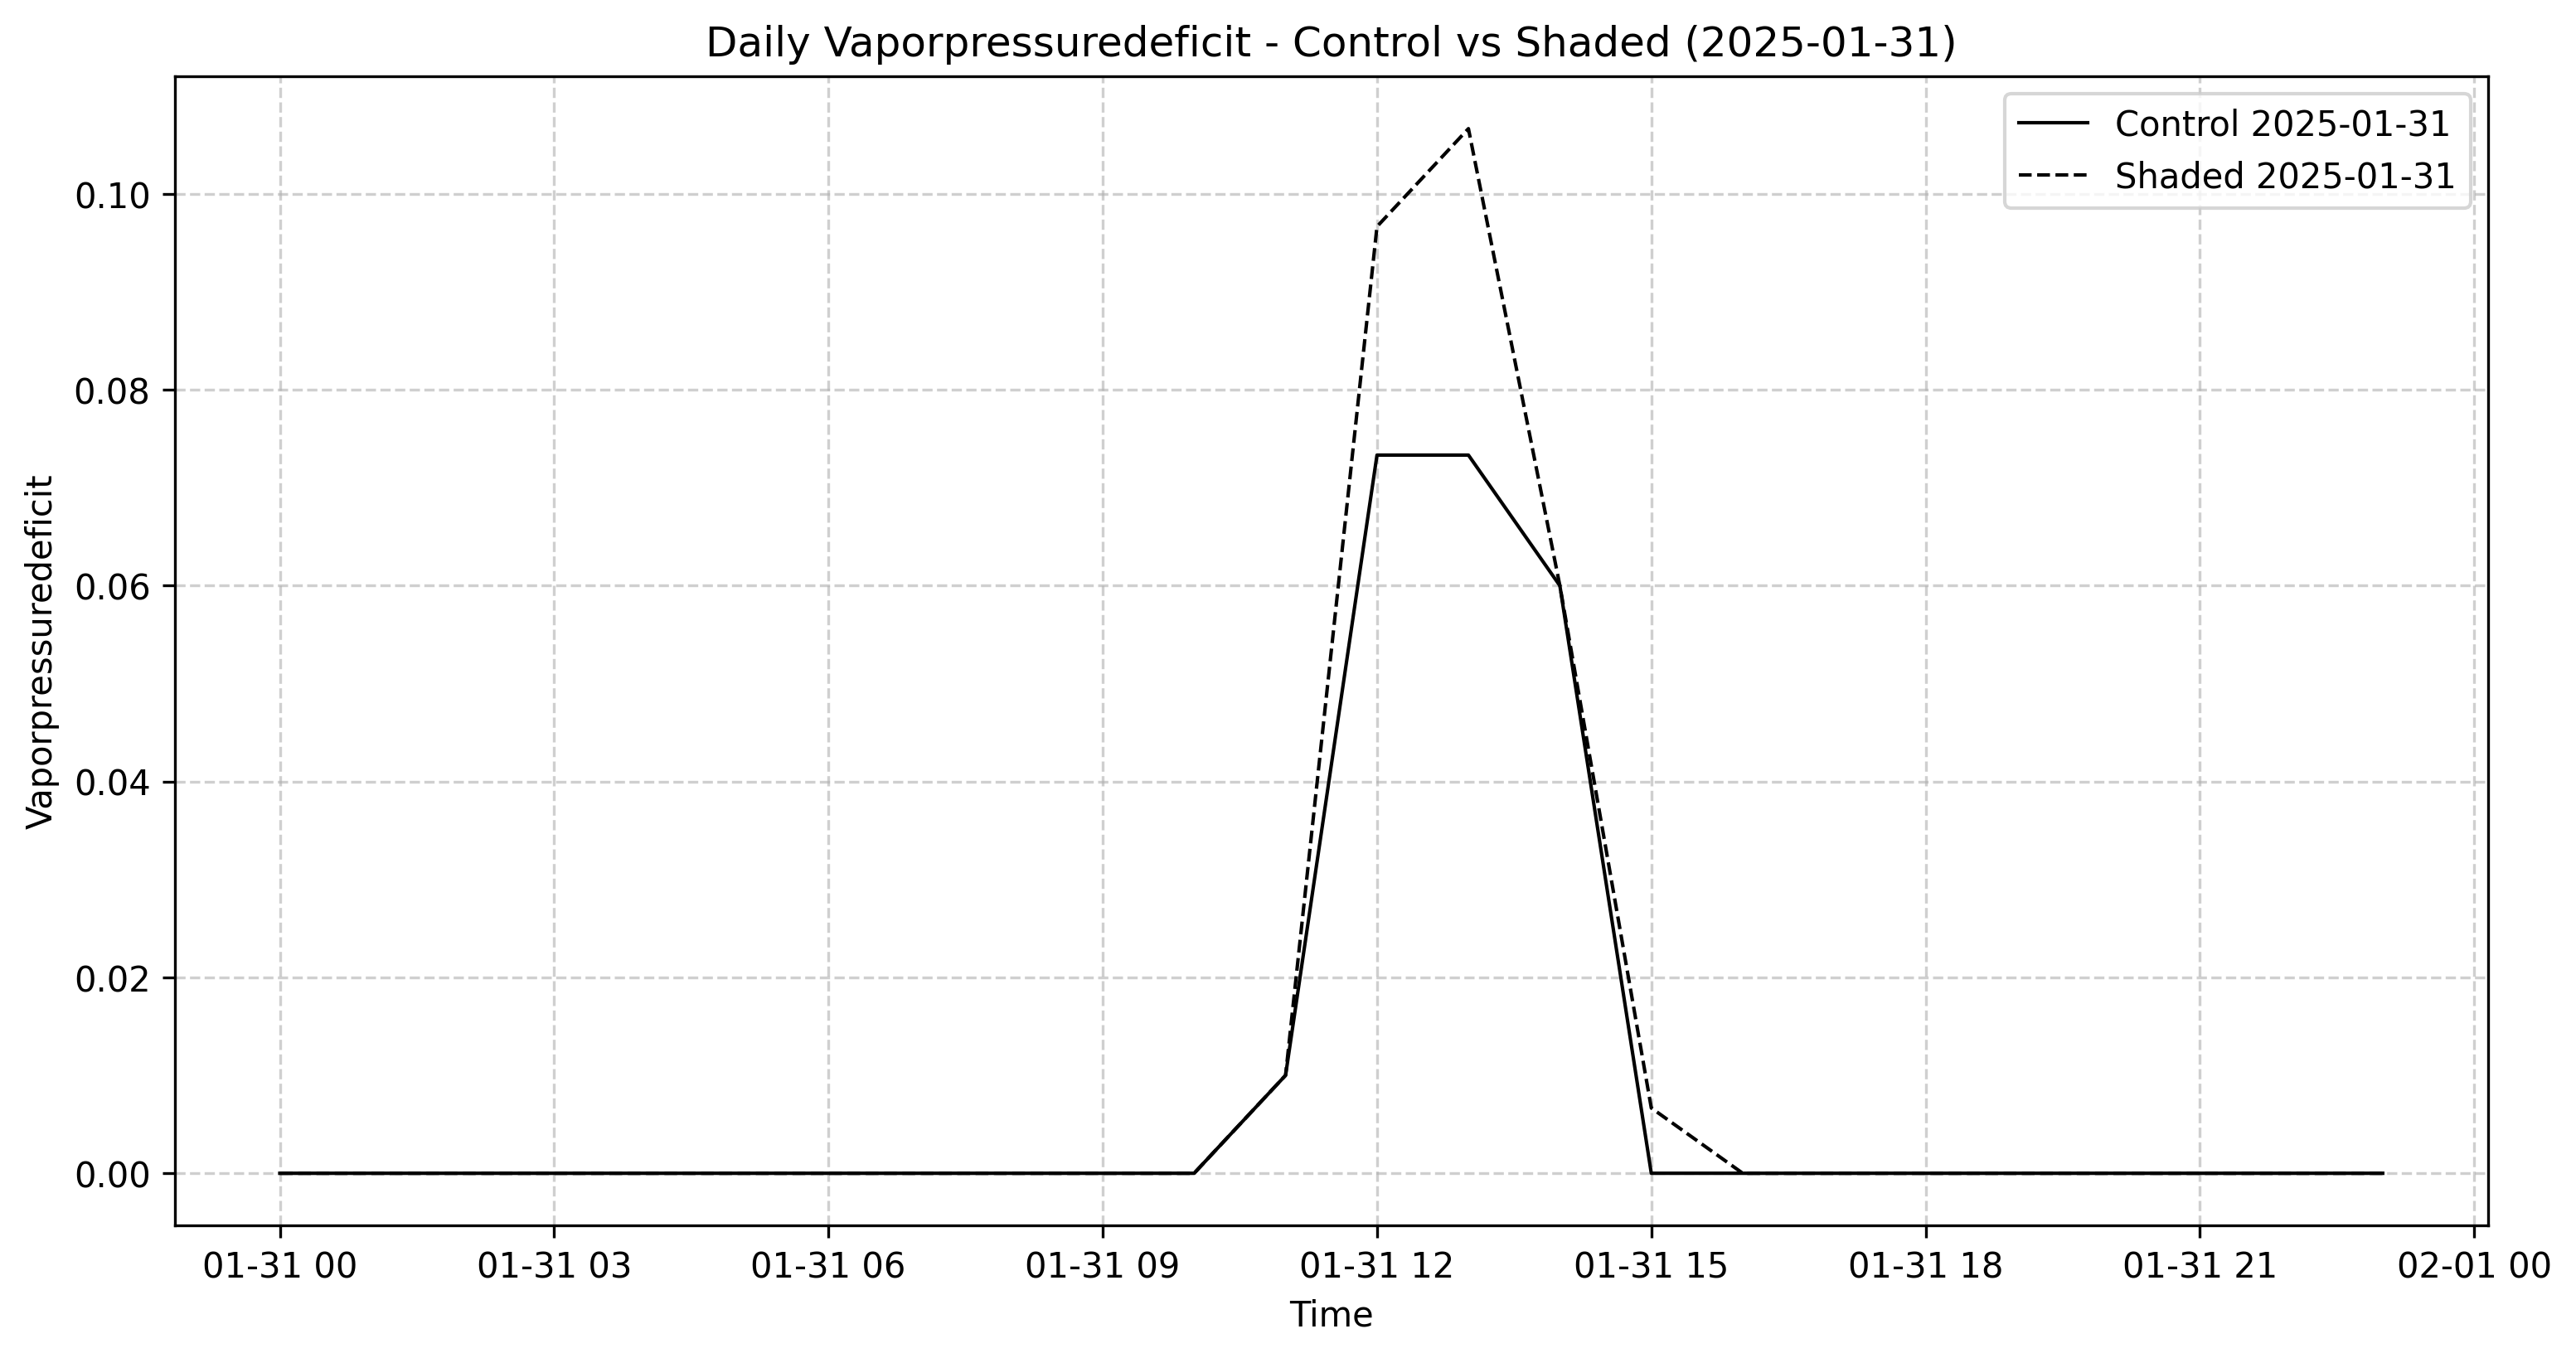 Daily Vaporpressuredeficit - Control vs Shaded (2025-01-31)
Control 2025-01-31
Shaded 2025-01-31
Vaporpressuredeficit
0.10
0.08
0.06
0.04
0.02
0.00
01-31 00 01-31 03 01-31 06 01-31 09 01-31 12 01-31 15 01-31 18 01-31 21 02-01 00
Time